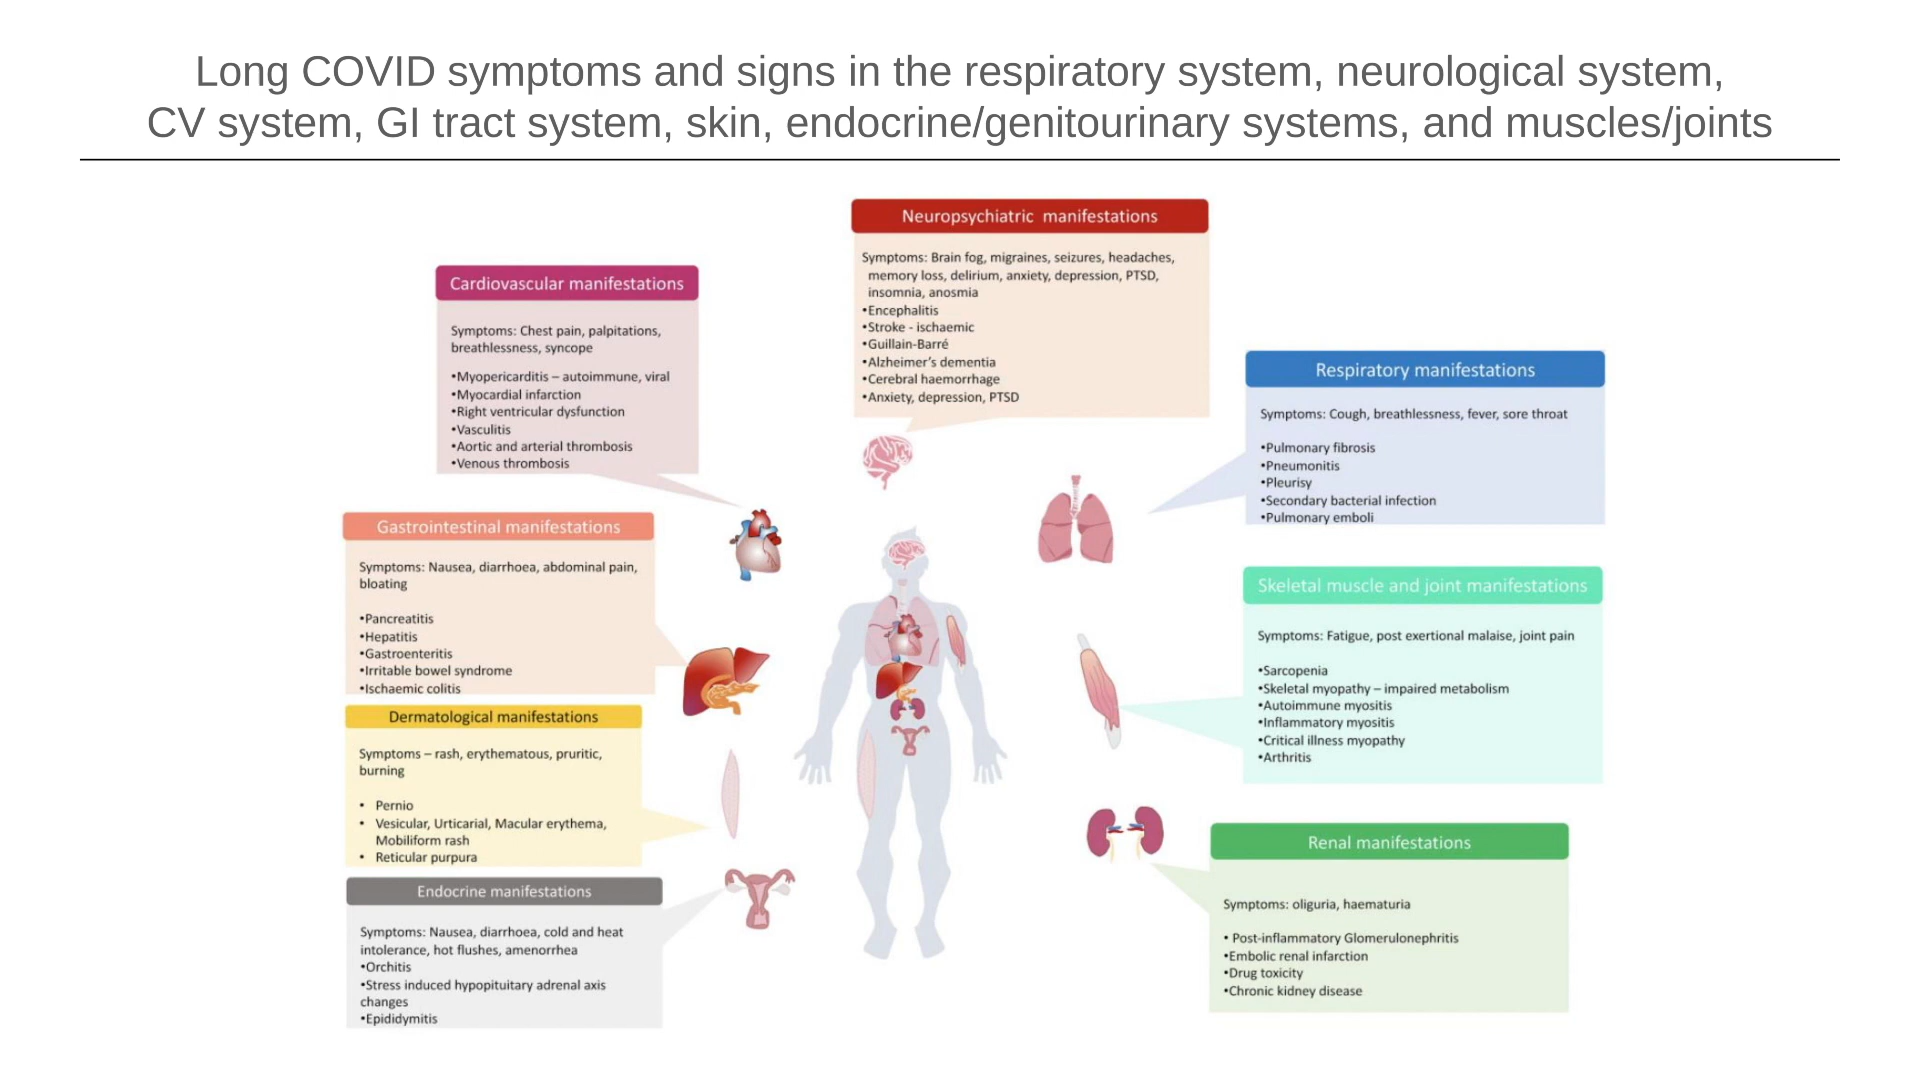 Long COVID symptoms and signs in the respiratory system, neurological system,
CV system, GI tract system, skin, endocrine/genitourinary systems, and muscles/joints
Neuropsychiatric manifestations
Symptoms: Brain fog, migraines, seizures, headaches,
memory loss, delirium, anxiety, depression, PTSD,
insomnia, anosmia
•Encephalitis
•Stroke - ischaemic
•Guillain-Barré
•Alzheimer's dementia
•Cerebral haemorrhage
•Anxiety, depression, PTSD
Cardiovascular manifestations
Symptoms: Chest pain, palpitations,
breathlessness, syncope
•Myopericarditis – autoimmune, viral
•Myocardial infarction
•Right ventricular dysfunction
•Vasculitis
•Aortic and arterial thrombosis
•Venous thrombosis
Respiratory manifestations
Symptoms: Cough, breathlessness, fever, sore throat
•Pulmonary fibrosis
•Pneumonitis
•Pleurisy
•Secondary bacterial infection
•Pulmonary emboli
Gastrointestinal manifestations
Symptoms: Nausea, diarrhoea, abdominal pain,
bloating
•Pancreatitis
•Hepatitis
•Gastroenteritis
•Irritable bowel syndrome
•Ischaemic colitis
Skeletal muscle and joint manifestations
Symptoms: Fatigue, post exertional malaise, joint pain
•Sarcopenia
•Skeletal myopathy – impaired metabolism
•Autoimmune myositis
•Inflammatory myositis
•Critical illness myopathy
•Arthritis
Dermatological manifestations
Symptoms – rash, erythematous, pruritic,
burning
• Pernio
• Vesicular, Urticarial, Macular erythema,
Mobiliform rash
• Reticular purpura
Renal manifestations
Symptoms: oliguria, haematuria
• Post-inflammatory Glomerulonephritis
•Embolic renal infarction
•Drug toxicity
•Chronic kidney disease
Endocrine manifestations
Symptoms: Nausea, diarrhoea, cold and heat
intolerance, hot flushes, amenorrhea
•Orchitis
•Stress induced hypopituitary adrenal axis
changes
•Epididymitis